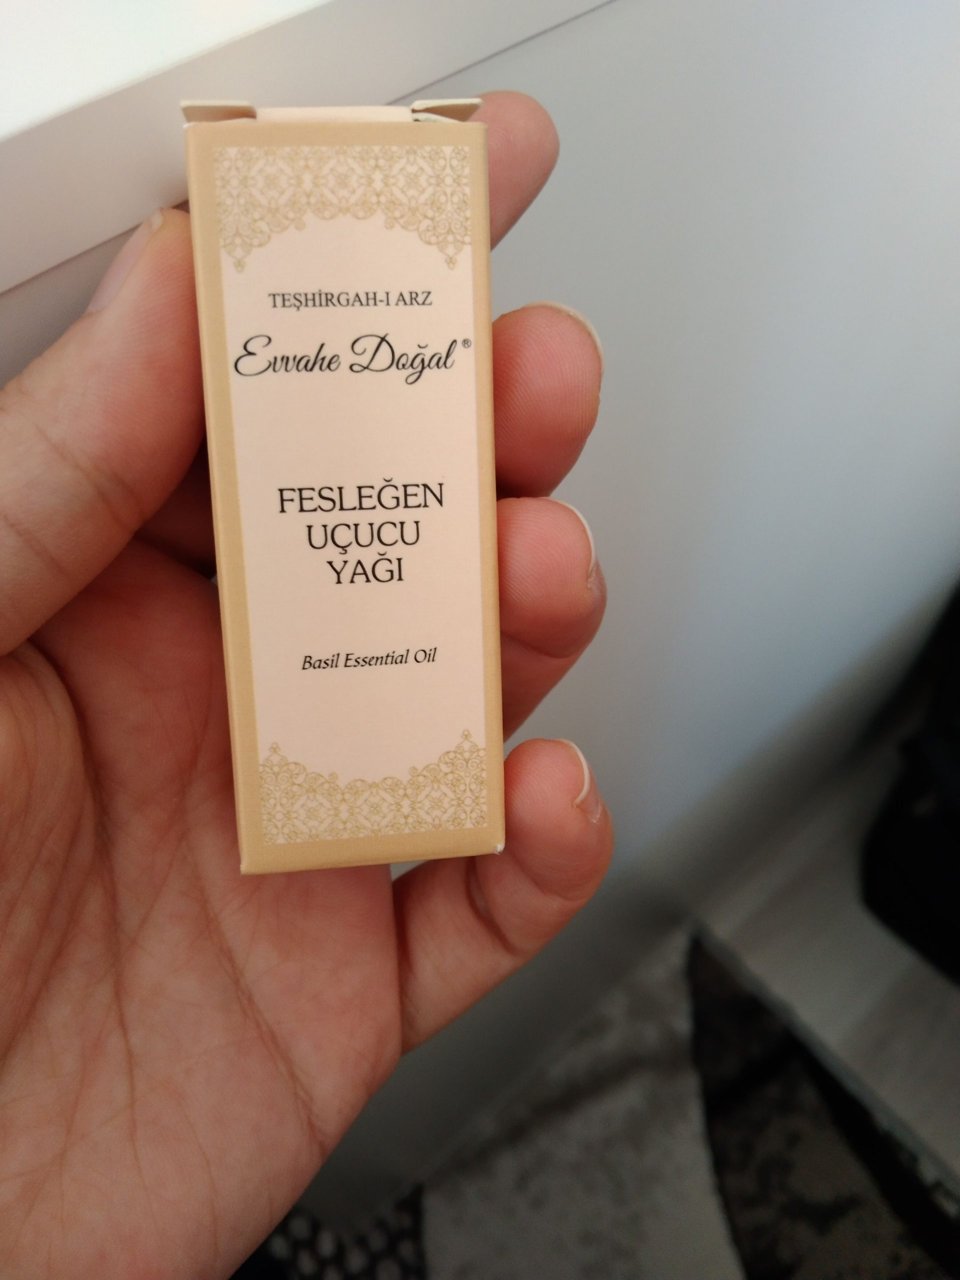 TEŞHİRGAH-I ARZ
Evvahe Doğal ®
FESLEĞEN
UÇUCU
YAĞI
Basil Essential Oil